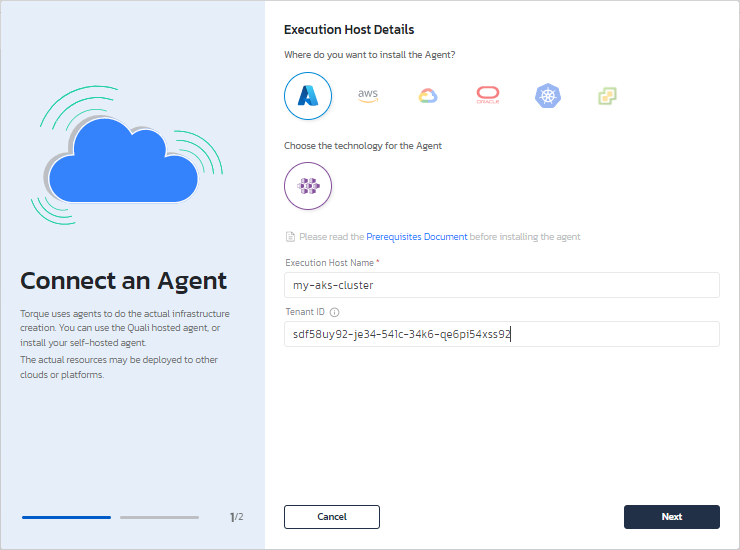 Connect an Agent
Torque uses agents to do the actual infrastructure
creation. You can use the Quali hosted agent, or
install your self-hosted agent.
The actual resources may be deployed to other
clouds or platforms.
1/2
Execution Host Details
Where do you want to install the Agent?
aws
ORACLE
Choose the technology for the Agent
Please read the Prerequisites Document before installing the agent
Execution Host Name *
my-aks-cluster
Tenant ID
sdf58uy92-je34-541c-34k6-qe6pi54xss92
Cancel
Next